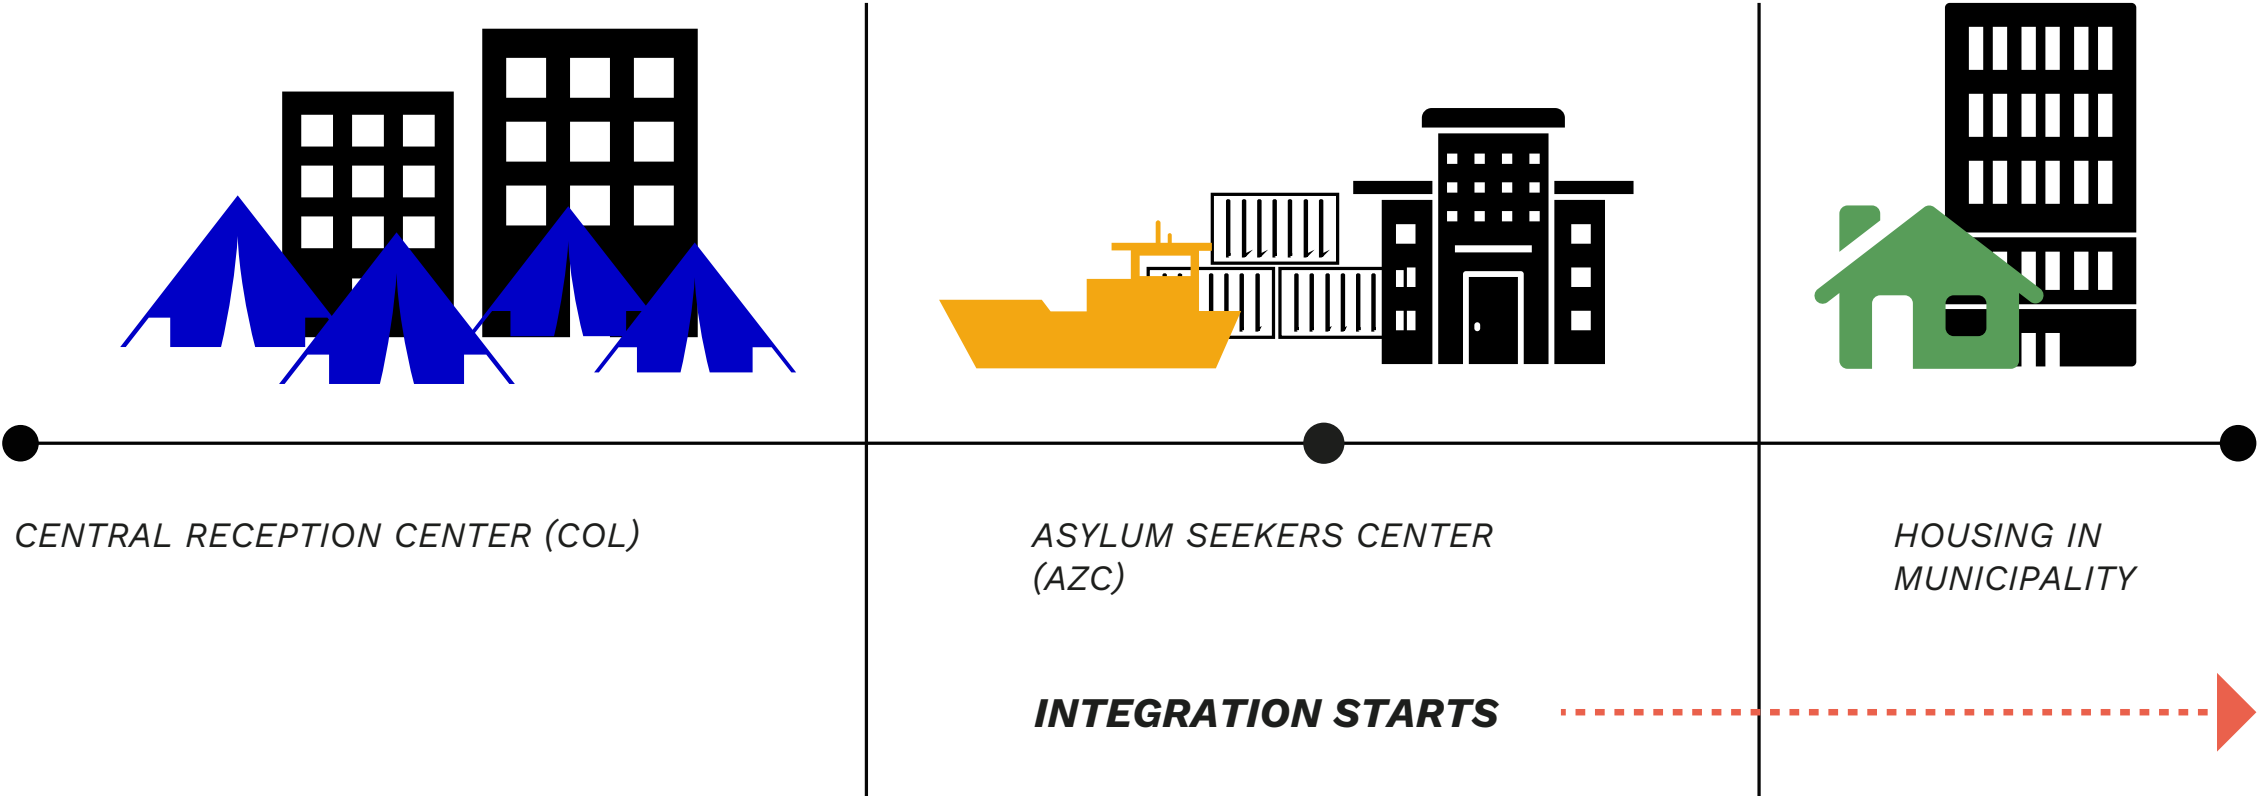 CENTRAL RECEPTION CENTER (COL)
ASYLUM SEEKERS CENTER
(AZC)
HOUSING IN
MUNICIPALITY
INTEGRATION STARTS